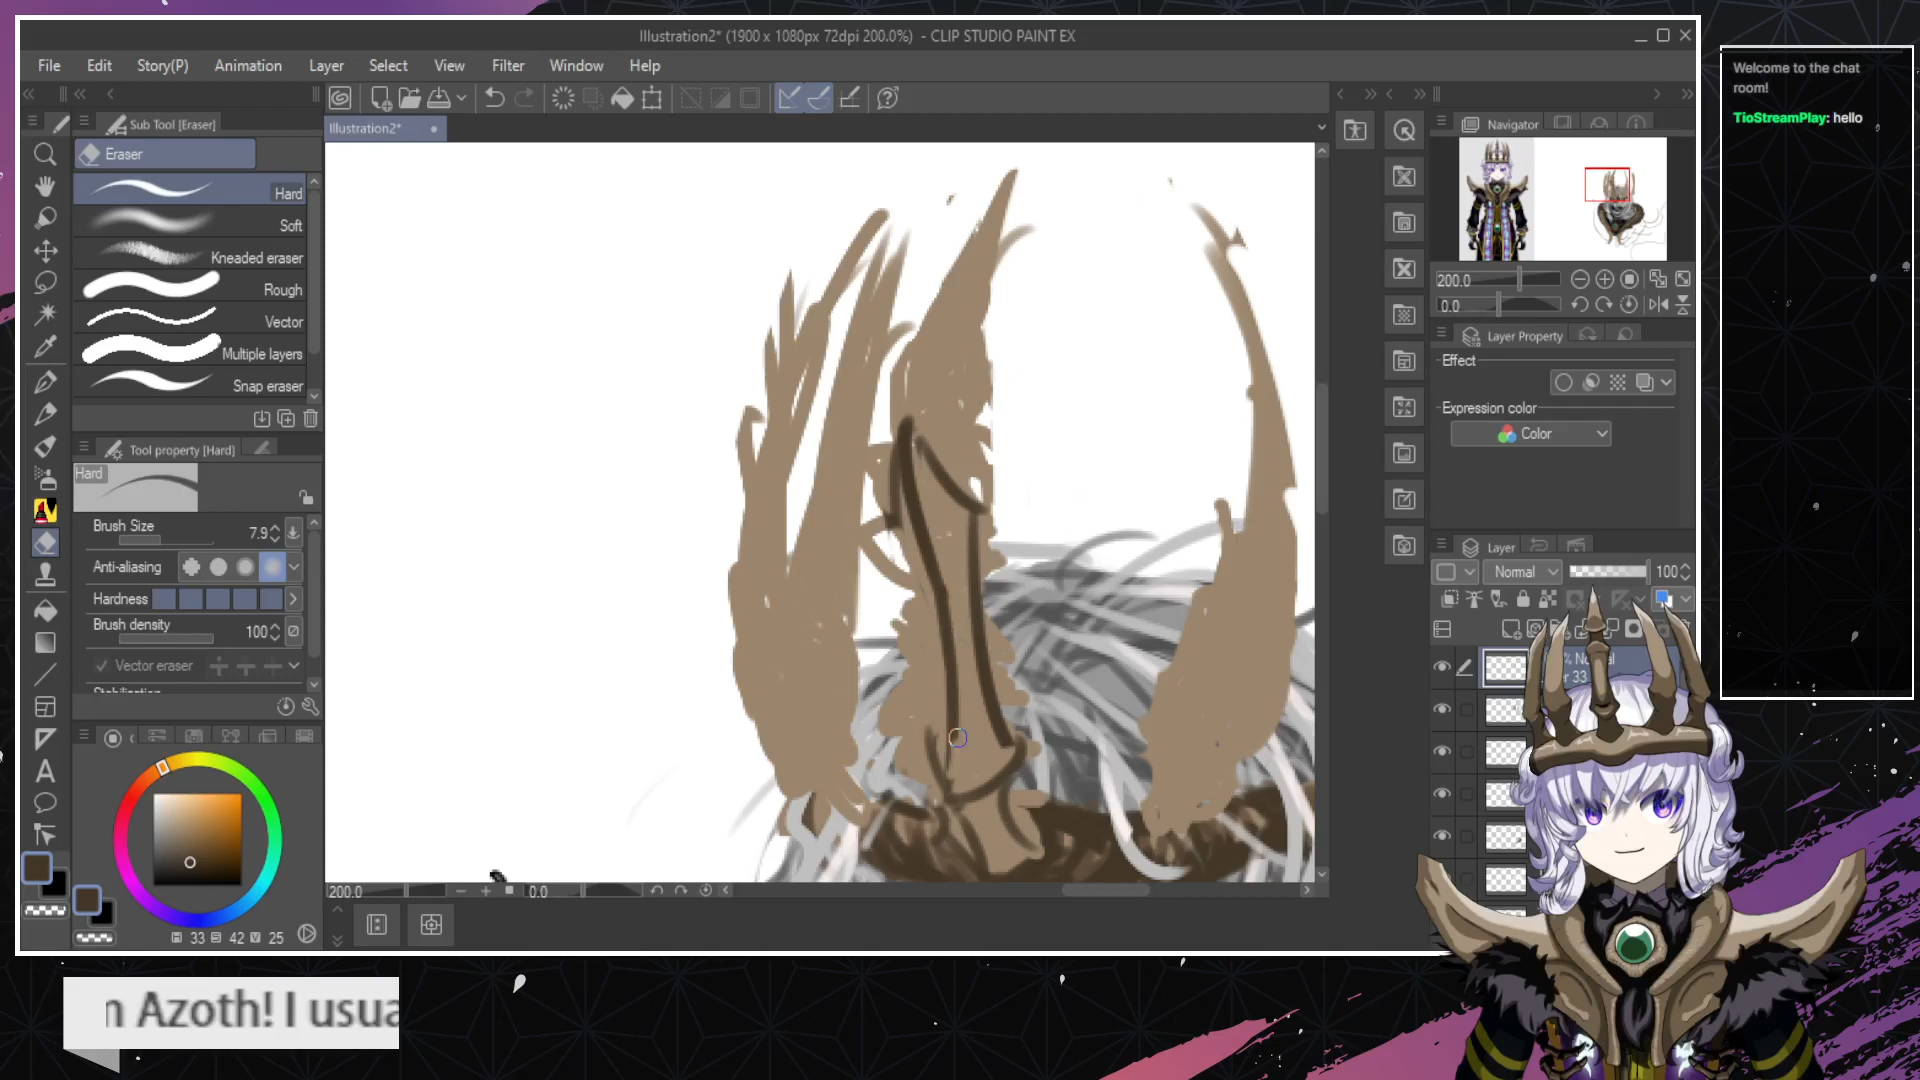 Illustration2* (1900 x 1080px 72dpi 200.0%) - CLIP STUDIO PAINT EX
File Edit Story(P) Animation Layer Select View Filter Window Help
Sub Tool [Eraser]
Illustration2*
Navigator
Eraser
Hard
Soft
Kneaded eraser
Rough
Vector
Multiple layers
Snap eraser
Tool property [Hard]
Hard
Brush Size 7.9
Anti-aliasing
Hardness
Brush density 100
Vector eraser
33 42 25
200.0 0.0
200.0
0.0
Layer Property
Effect
Expression color
Color
Layer
Normal 100
33
Welcome to the chat
room!
TioStreamPlay: hello
n Azoth! I usua